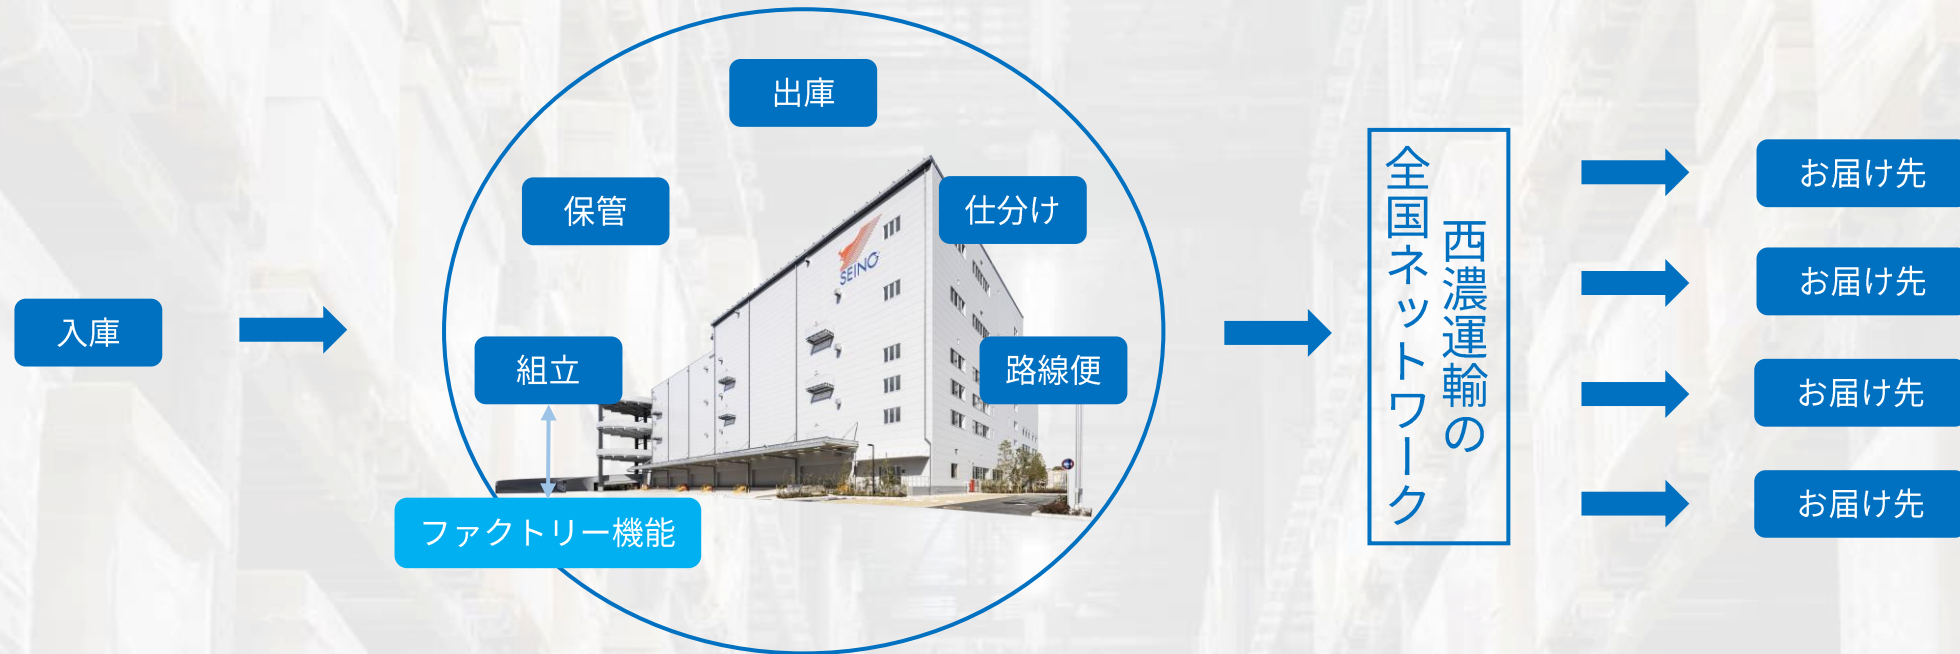 入庫
出庫
保管
仕分け
組立
路線便
ファクトリー機能
SEINO
西濃運輸の
全国ネットワーク
お届け先
お届け先
お届け先
お届け先